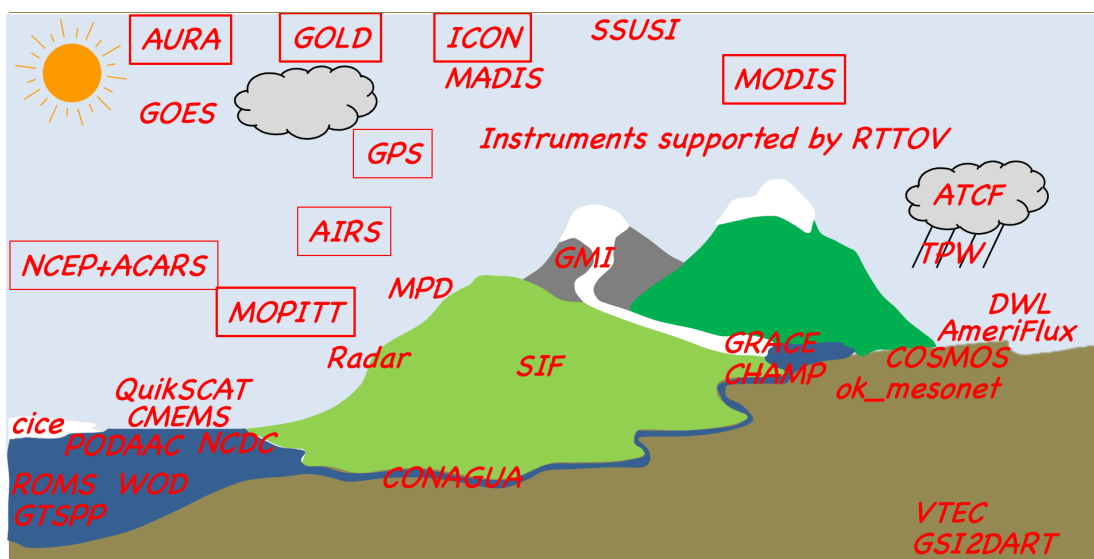 AURA
GOLD
ICON
SSUSI
MADIS
MODIS
GOES
Instruments supported by RTTOV
GPS
ATCF
AIRS
TPW
NCEP+ACARS
GMI
MPD
MOPITT
DWL
AmeriFlux
Radar
SIF
GRACE
COSMOS
CHAMP
ok_mesonet
QuikSCAT
CMEMS
cice
PODAAC NCDC
CONAGUA
ROMS WOD
GTSPP
VTEC
GSI2DART